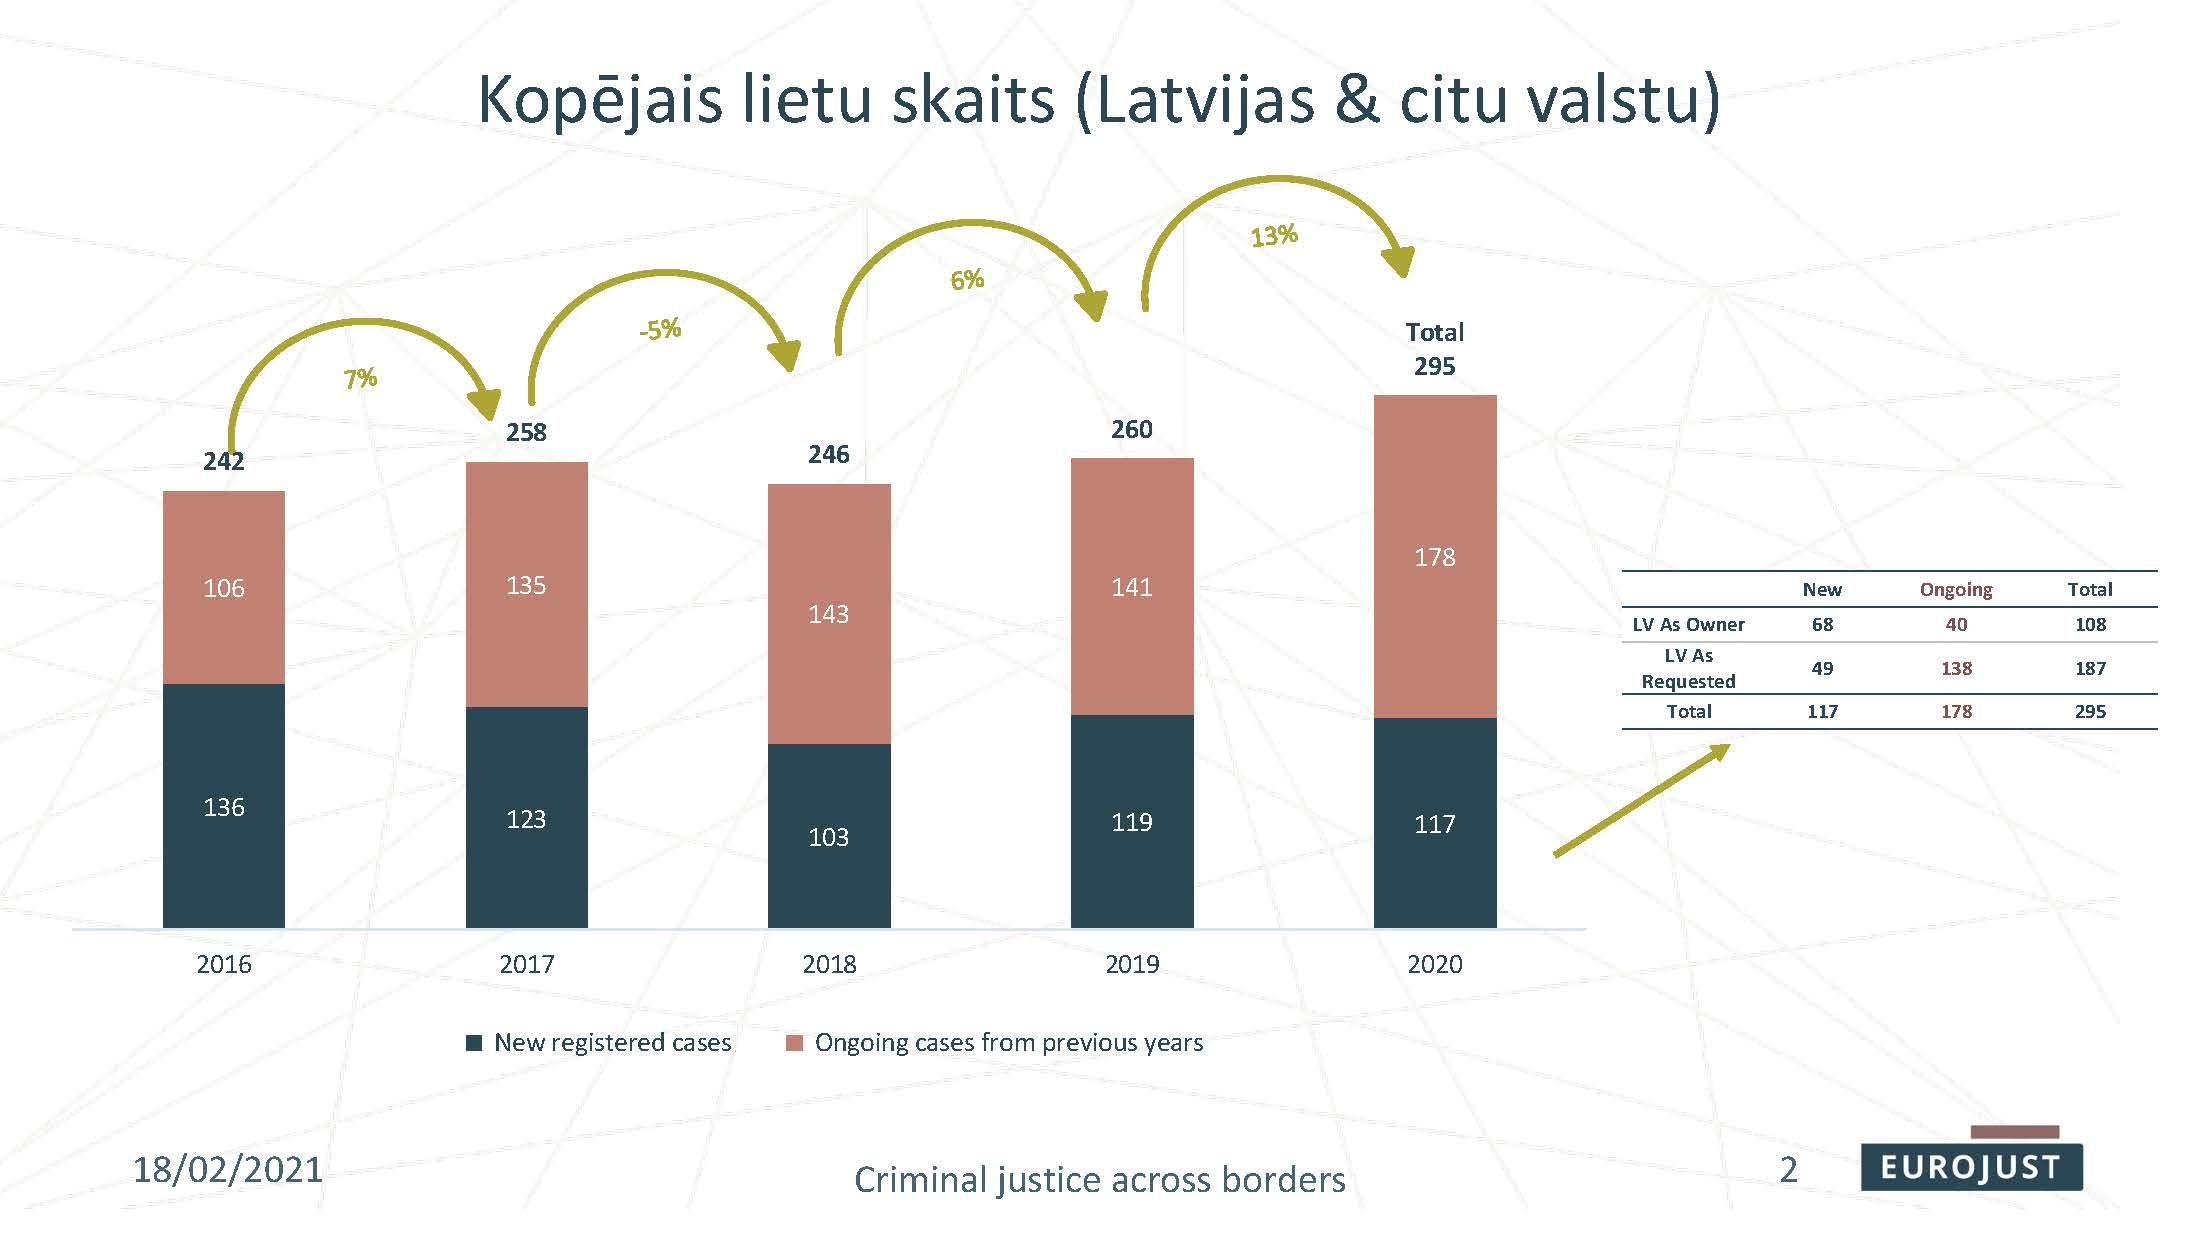 Kopējais lietu skaits (Latvijas & citu valstu)
13%
6%
-5%
7%
Total
295
258
260
246
242
178
135
141
106
143
136
123
103
119
117
2016 2017 2018 2019 2020
New registered cases Ongoing cases from previous years
New Ongoing Total
LV As Owner 68 40 108
LV As
Requested 49 138 187
Total 117 178 295
18/02/2021
Criminal justice across borders
2
EUROJUST